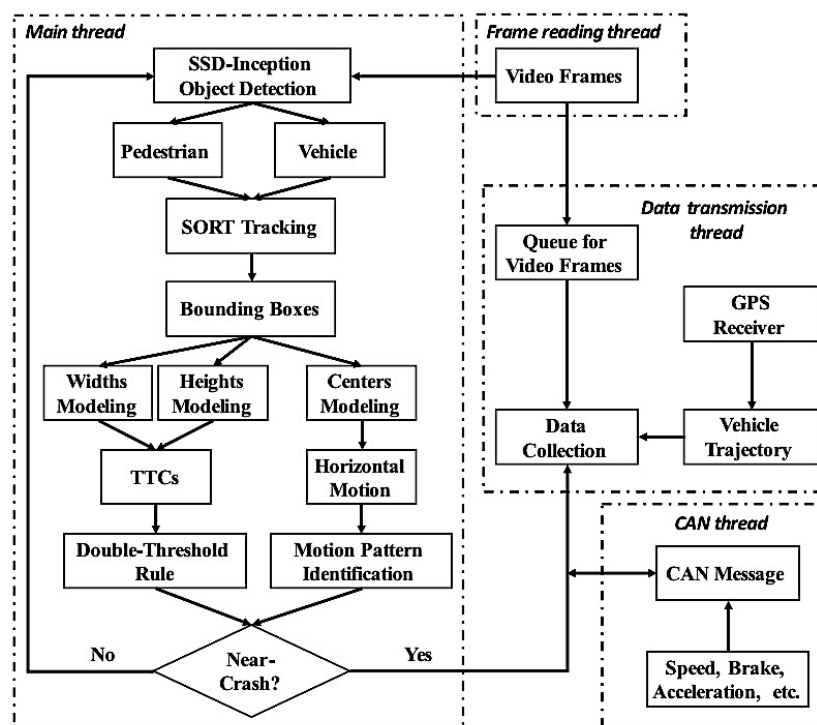 Main thread
SSD-Inception
Object Detection
Pedestrian
Vehicle
SORT Tracking
Bounding Boxes
Widths
Modeling
Heights
Modeling
Centers
Modeling
TTCs
Horizontal
Motion
Double-Threshold
Rule
Motion Pattern
Identification
Near-
Crash?
No
Yes
Frame reading thread
Video Frames
Data transmission
thread
Queue for
Video Frames
GPS
Receiver
Data
Collection
Vehicle
Trajectory
CAN thread
CAN Message
Speed, Brake,
Acceleration, etc.